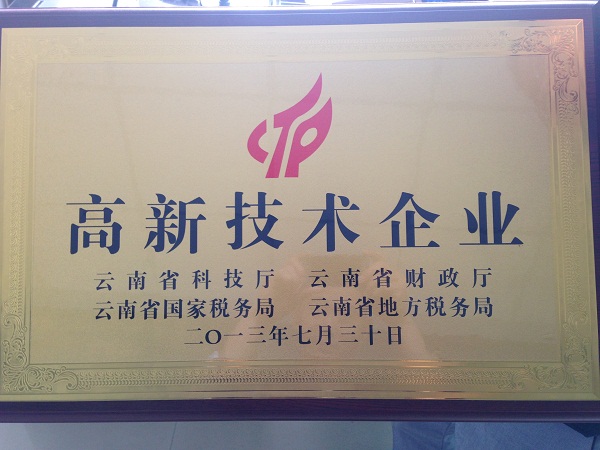 CTP
高新技术企业
云南省科技厅 云南省财政厅
云南省国家税务局 云南省地方税务局
二〇一三年七月三十日